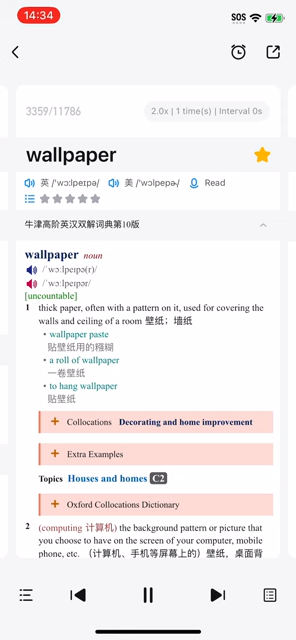 14:34
SOS
3359/11786
2.0x | 1 time(s) | Interval 0s
wallpaper
英 /'wɔːlpeɪpə/ 美 /'wɔlpepɚ/ Read
牛津高阶英汉双解词典第10版
wallpaper noun
/ˈwɔːlpeɪpə(r)/
/ˈwɔːlpeɪpər/
[uncountable]
1 thick paper, often with a pattern on it, used for covering the
walls and ceiling of a room 壁纸；墙纸
• wallpaper paste
贴壁纸用的糨糊
• a roll of wallpaper
一卷壁纸
• to hang wallpaper
贴壁纸
+ Collocations Decorating and home improvement
+ Extra Examples
Topics Houses and homes C2
+ Oxford Collocations Dictionary
2 (computing 计算机) the background pattern or picture that
you choose to have on the screen of your computer, mobile
phone, etc. （计算机、手机等屏幕上的）壁纸，桌面背